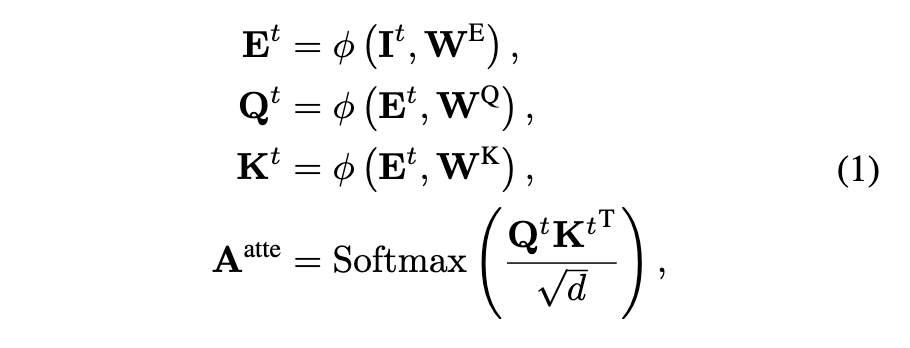 E^t = ϕ (I^t, W^E),
Q^t = ϕ (E^t, W^Q),
K^t = ϕ (E^t, W^K), (1)
A^atte = Softmax (Q^t K^t^T / √d),